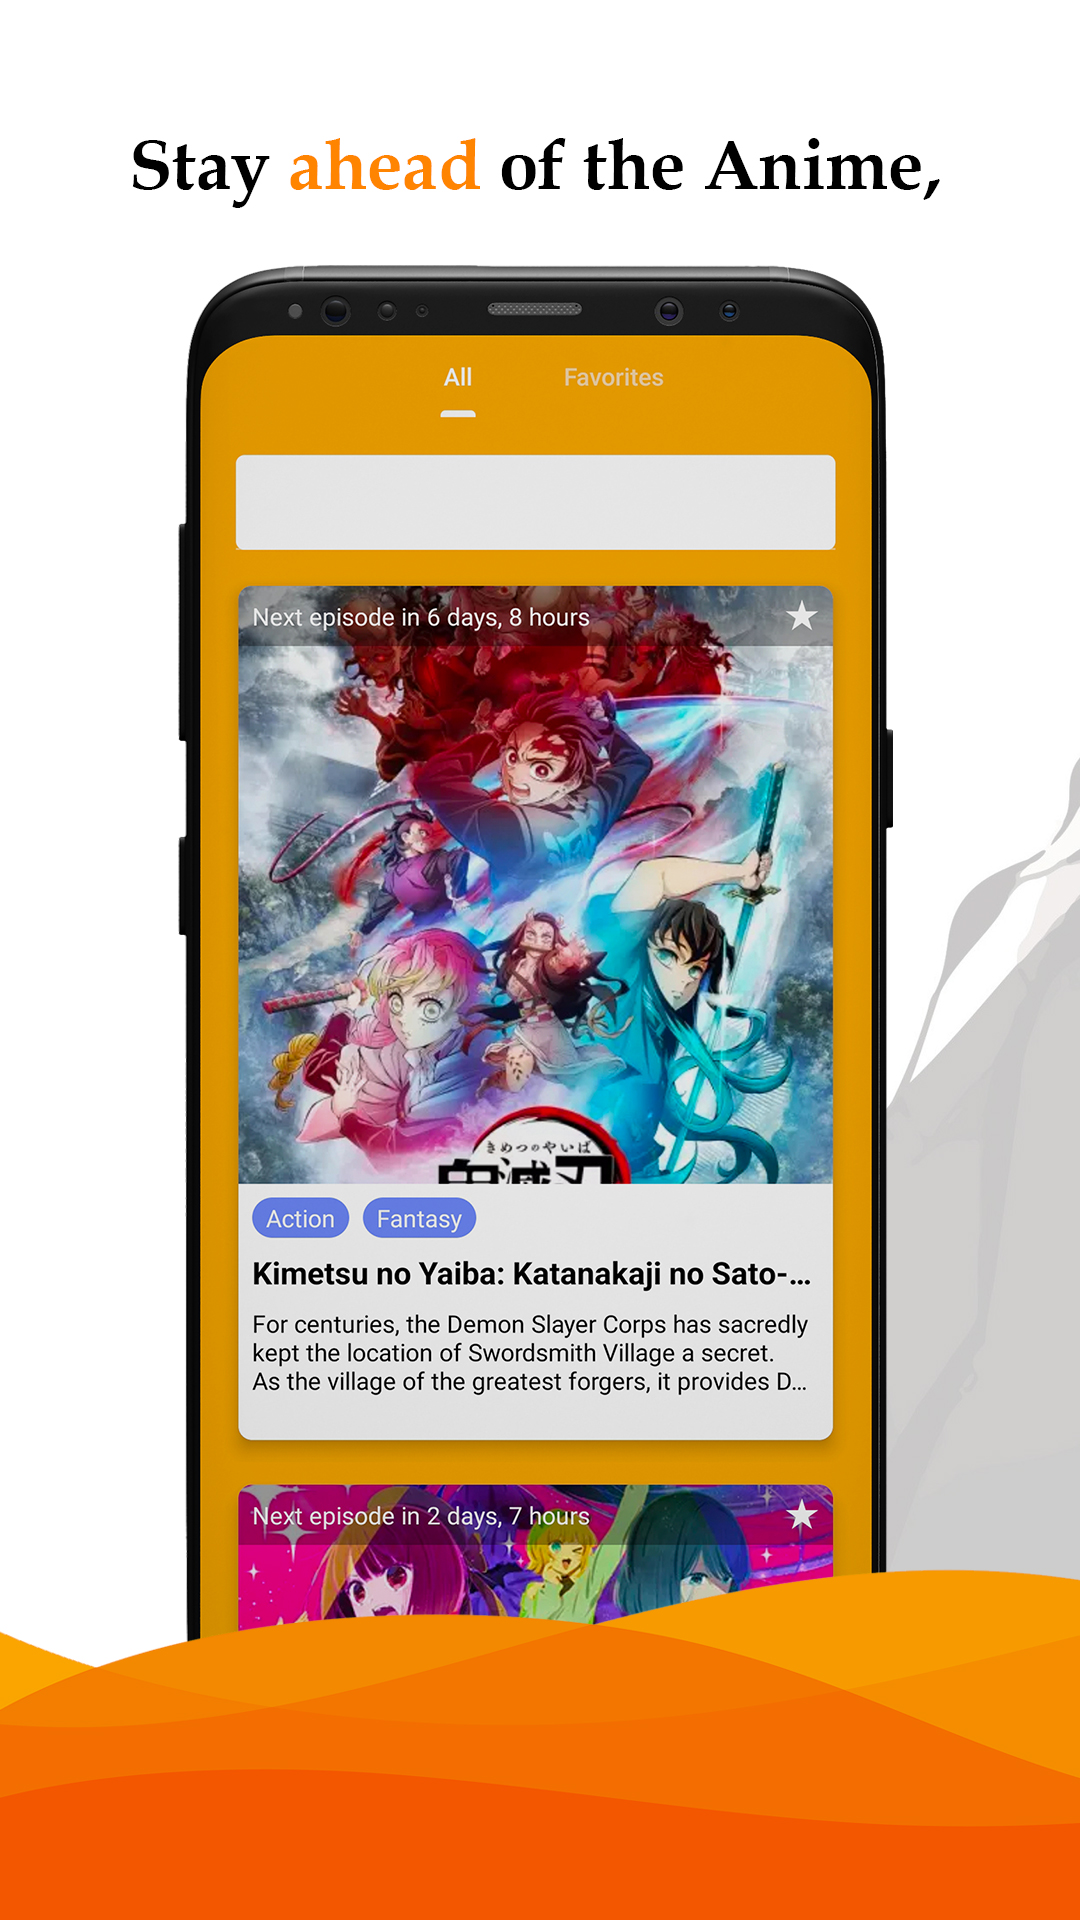 Stay ahead of the Anime,
All
Favorites
Next episode in 6 days, 8 hours
きめつのやいば
鬼滅刃
Action
Fantasy
Kimetsu no Yaiba: Katanakaji no Sato-...
For centuries, the Demon Slayer Corps has sacredly
kept the location of Swordsmith Village a secret.
As the village of the greatest forgers, it provides D...
Next episode in 2 days, 7 hours